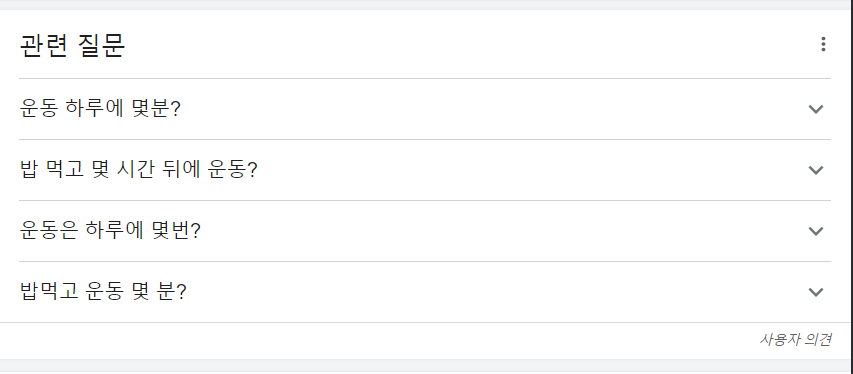 관련 질문
운동 하루에 몇분?
밥 먹고 몇 시간 뒤에 운동?
운동은 하루에 몇번?
밥먹고 운동 몇 분?
사용자 의견